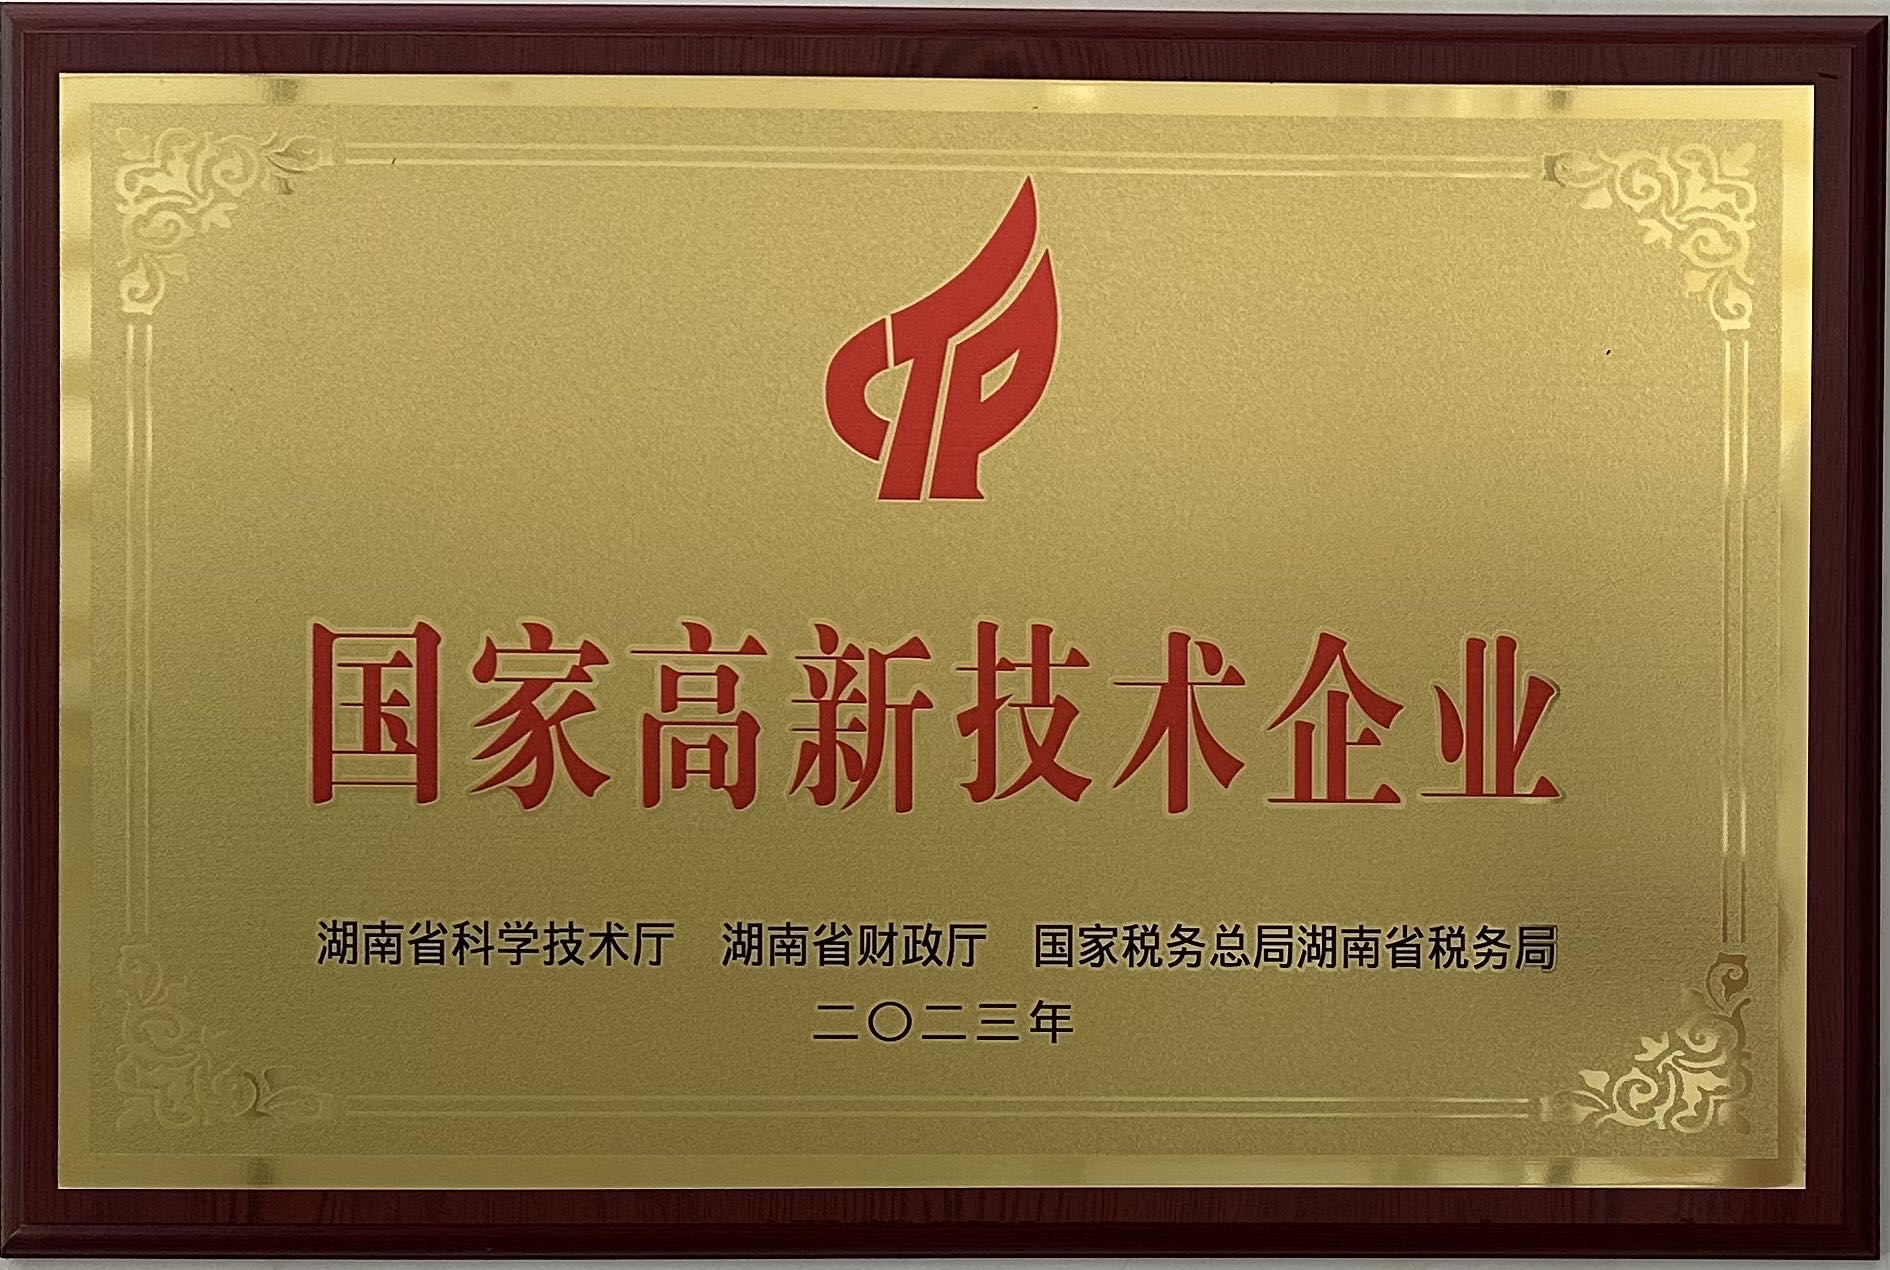 CTP
国家高新技术企业
湖南省科学技术厅 湖南省财政厅 国家税务总局湖南省税务局
二〇二三年